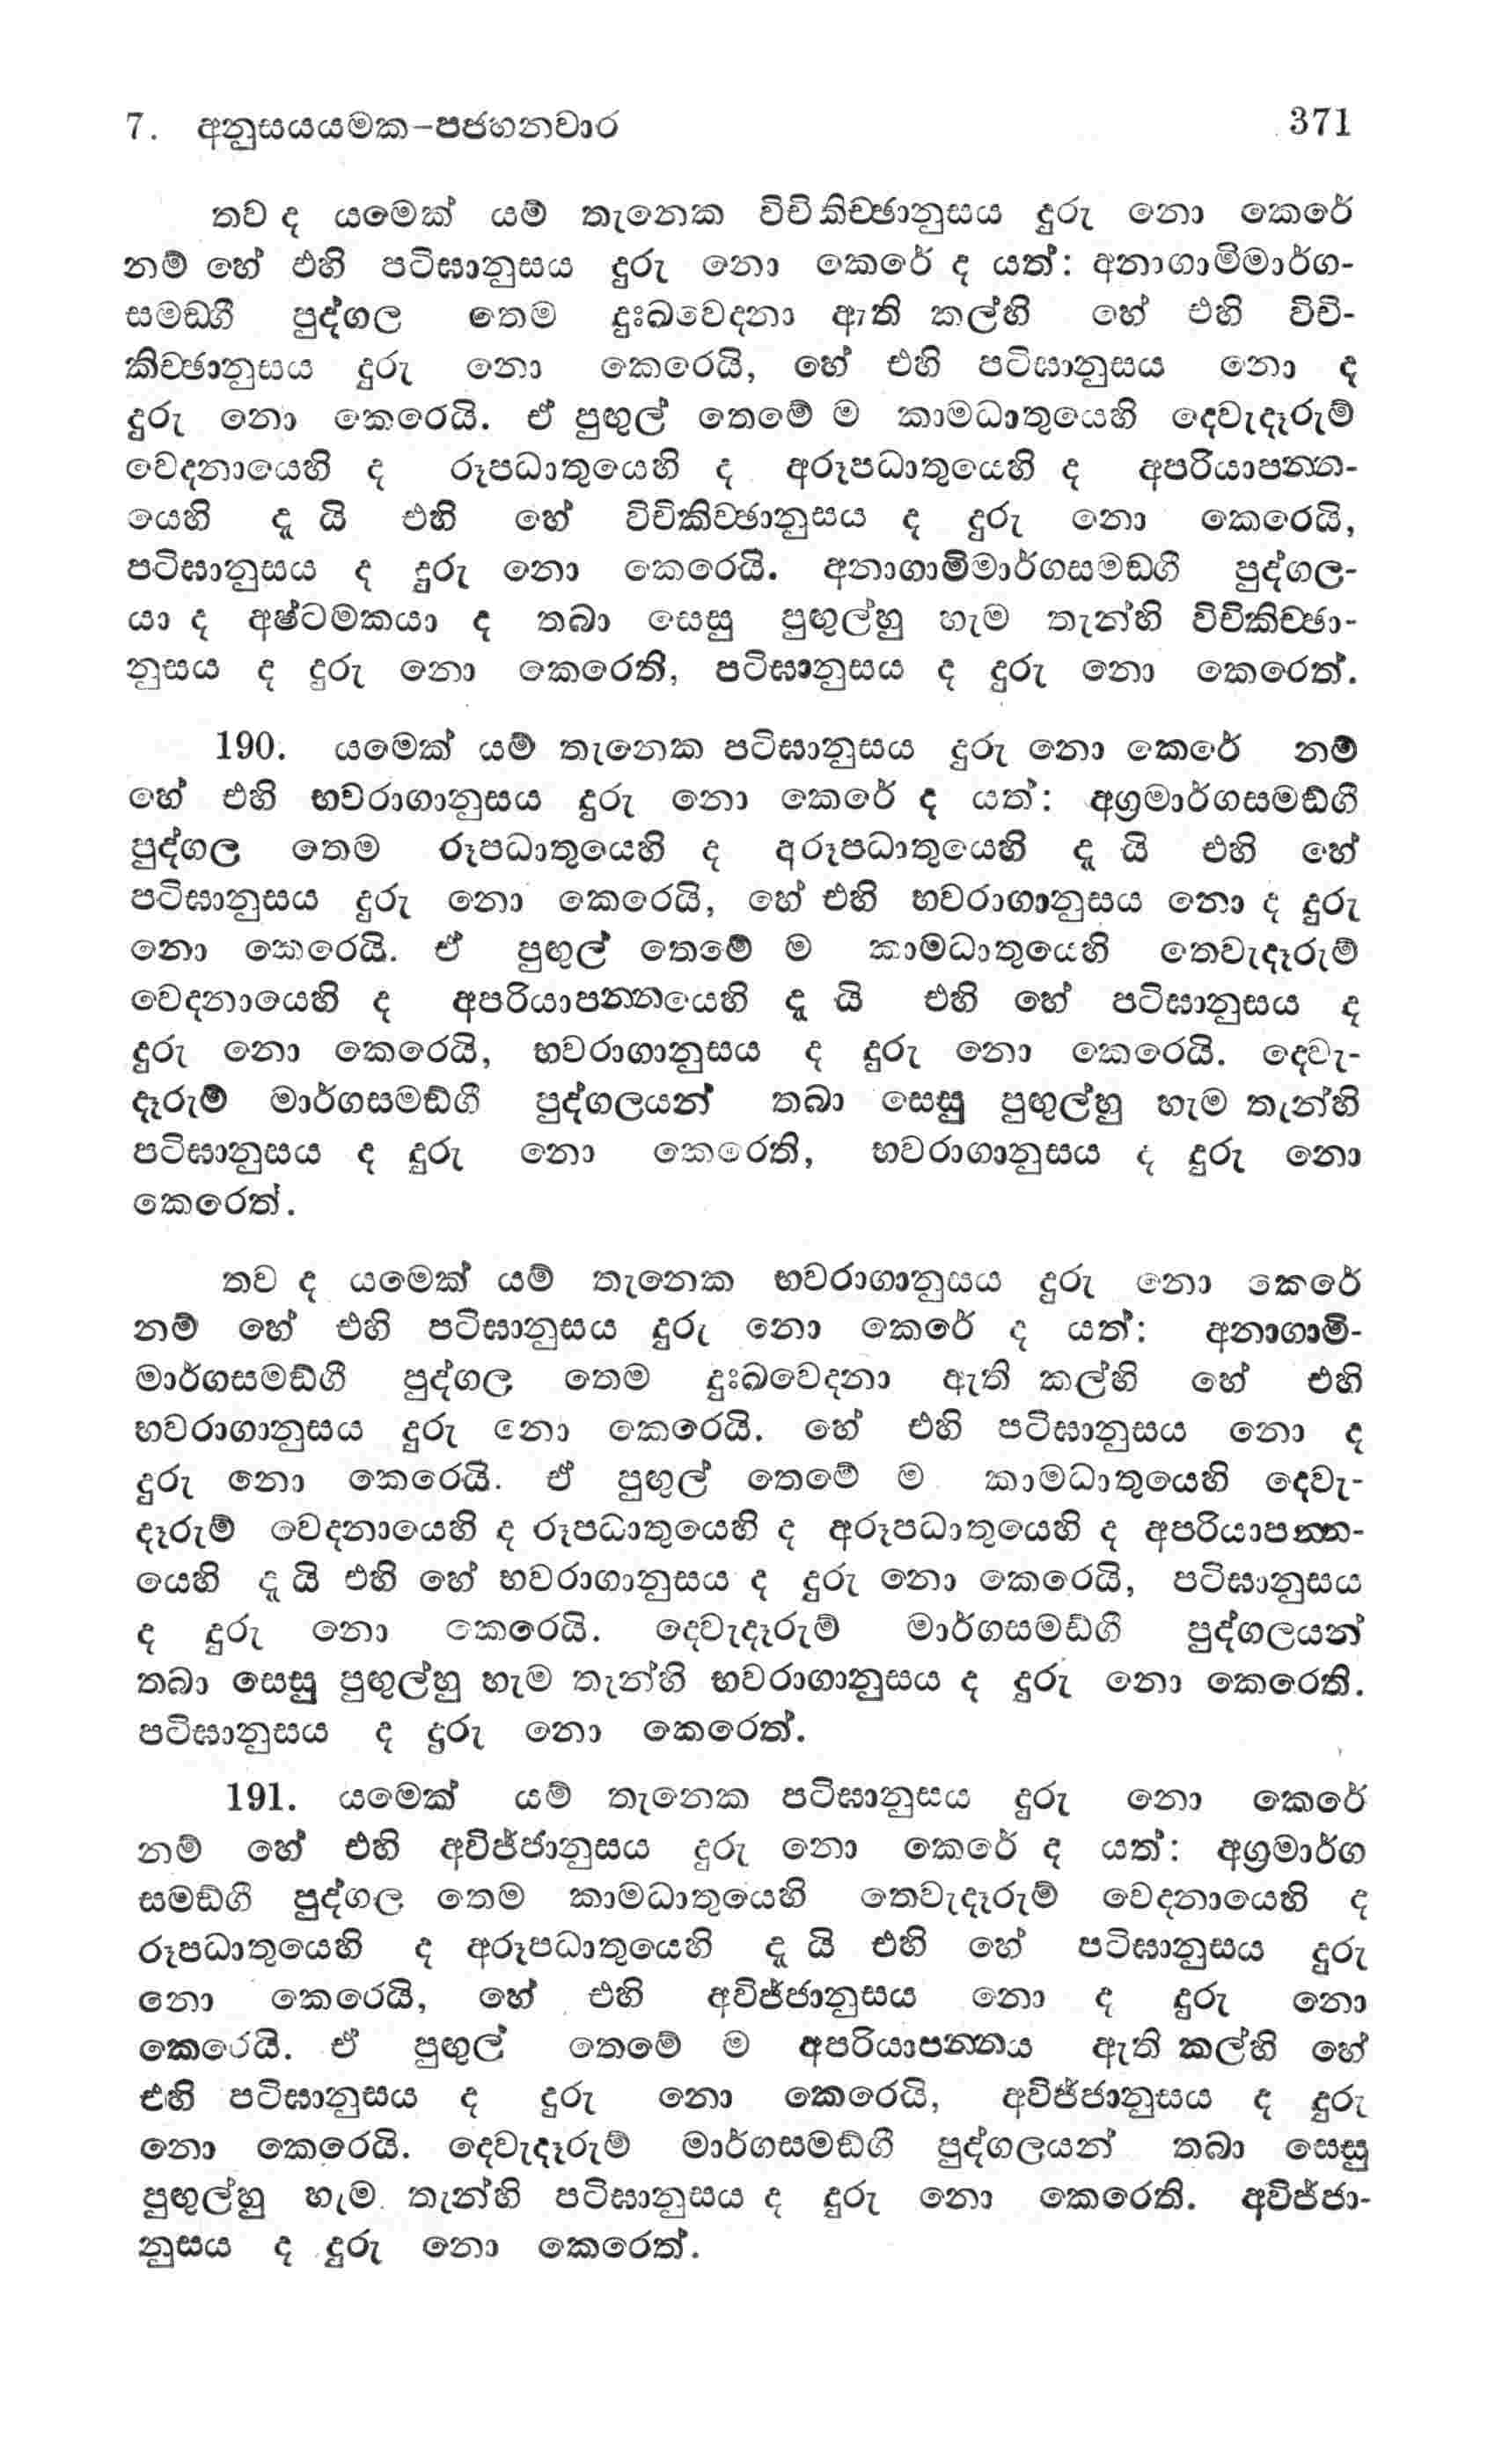 7. අනුසයයමක-පජහනවාර 371
තව ද යමෙක් යම් තැනෙක විචිකිච්ඡානුසය දුරු නො කෙරේ
නම් හේ එහි පටිඝානුසය දුරු නො කෙරේ ද යත්: අනාගාමිමාර්ග-
සමඞ්ගී පුද්ගල තෙම දුඃඛවෙදනා ඇති කල්හි හේ එහි විචි-
කිච්ඡානුසය දුරු නො කෙරෙයි, හේ එහි පටිඝානුසය නො ද
දුරු නො කෙරෙයි. ඒ පුඟුල් තෙමේ ම කාමධාතුයෙහි දෙවැදෑරුම්
වෙදනායෙහි ද රූපධාතුයෙහි ද අරූපධාතුයෙහි ද අපරියාපන්න-
යෙහි දැ යි එහි හේ විචිකිච්ඡානුසය ද දුරු නො කෙරෙයි,
පටිඝානුසය ද දුරු නො කෙරෙයි. අනාගාමිමාර්ගසමඞ්ගී පුද්ගල-
යා ද අෂ්ටමකයා ද තබා සෙසු පුඟුල්හු හැම තැන්හි විචිකිච්ඡා-
නුසය ද දුරු නො කෙරෙති, පටිඝානුසය ද දුරු නො කෙරෙත්.
190. යමෙක් යම් තැනෙක පටිඝානුසය දුරු නො කෙරේ නම්
හේ එහි භවරාගානුසය දුරු නො කෙරේ ද යත්: අග්‍රමාර්ගසමඞ්ගී
පුද්ගල තෙම රූපධාතුයෙහි ද අරූපධාතුයෙහි දැ යි එහි හේ
පටිඝානුසය දුරු නො කෙරෙයි, හේ එහි භවරාගානුසය නො ද දුරු
නො කෙරෙයි. ඒ පුඟුල් තෙමේ ම කාමධාතුයෙහි තෙවැදෑරුම්
වෙදනායෙහි ද අපරියාපන්නයෙහි දැ යි එහි හේ පටිඝානුසය ද
දුරු නො කෙරෙයි, භවරාගානුසය ද දුරු නො කෙරෙයි. දෙවැ-
දෑරුම් මාර්ගසමඞ්ගී පුද්ගලයන් තබා සෙසු පුඟුල්හු හැම තැන්හි
පටිඝානුසය ද දුරු නො කෙරෙති, භවරාගානුසය ද දුරු නො
කෙරෙත්.
තව ද යමෙක් යම් තැනෙක භවරාගානුසය දුරු නො කෙරේ
නම් හේ එහි පටිඝානුසය දුරු නො කෙරේ ද යත්: අනාගාමි-
මාර්ගසමඞ්ගී පුද්ගල තෙම දුඃඛවෙදනා ඇති කල්හි හේ එහි
භවරාගානුසය දුරු නො කෙරෙයි. හේ එහි පටිඝානුසය නො ද
දුරු නො කෙරෙයි. ඒ පුඟුල් තෙමේ ම කාමධාතුයෙහි දෙවැ-
දෑරුම් වෙදනායෙහි ද රූපධාතුයෙහි ද අරූපධාතුයෙහි ද අපරියාපන්න-
යෙහි දැ යි එහි හේ භවරාගානුසය ද දුරු නො කෙරෙයි, පටිඝානුසය
ද දුරු නො කෙරෙයි. දෙවැදෑරුම් මාර්ගසමඞ්ගී පුද්ගලයන්
තබා සෙසු පුඟුල්හු හැම තැන්හි භවරාගානුසය ද දුරු නො කෙරෙති.
පටිඝානුසය ද දුරු නො කෙරෙත්.
191. යමෙක් යම් තැනෙක පටිඝානුසය දුරු නො කෙරේ
නම් හේ එහි අවිජ්ජානුසය දුරු නො කෙරේ ද යත්: අග්‍රමාර්ග
සමඞ්ගී පුද්ගල තෙම කාමධාතුයෙහි තෙවැදෑරුම් වෙදනායෙහි ද
රූපධාතුයෙහි ද අරූපධාතුයෙහි දැ යි එහි හේ පටිඝානුසය දුරු
නො කෙරෙයි, හේ එහි අවිජ්ජානුසය නො ද දුරු නො
කෙරෙයි. ඒ පුඟුල් තෙමේ ම අපරියාපන්නය ඇති කල්හි හේ
එහි පටිඝානුසය ද දුරු නො කෙරෙයි, අවිජ්ජානුසය ද දුරු
නො කෙරෙයි. දෙවැදෑරුම් මාර්ගසමඞ්ගී පුද්ගලයන් තබා සෙසු
පුඟුල්හු හැම තැන්හි පටිඝානුසය ද දුරු නො කෙරෙති. අවිජ්ජා-
නුසය ද දුරු නො කෙරෙත්.